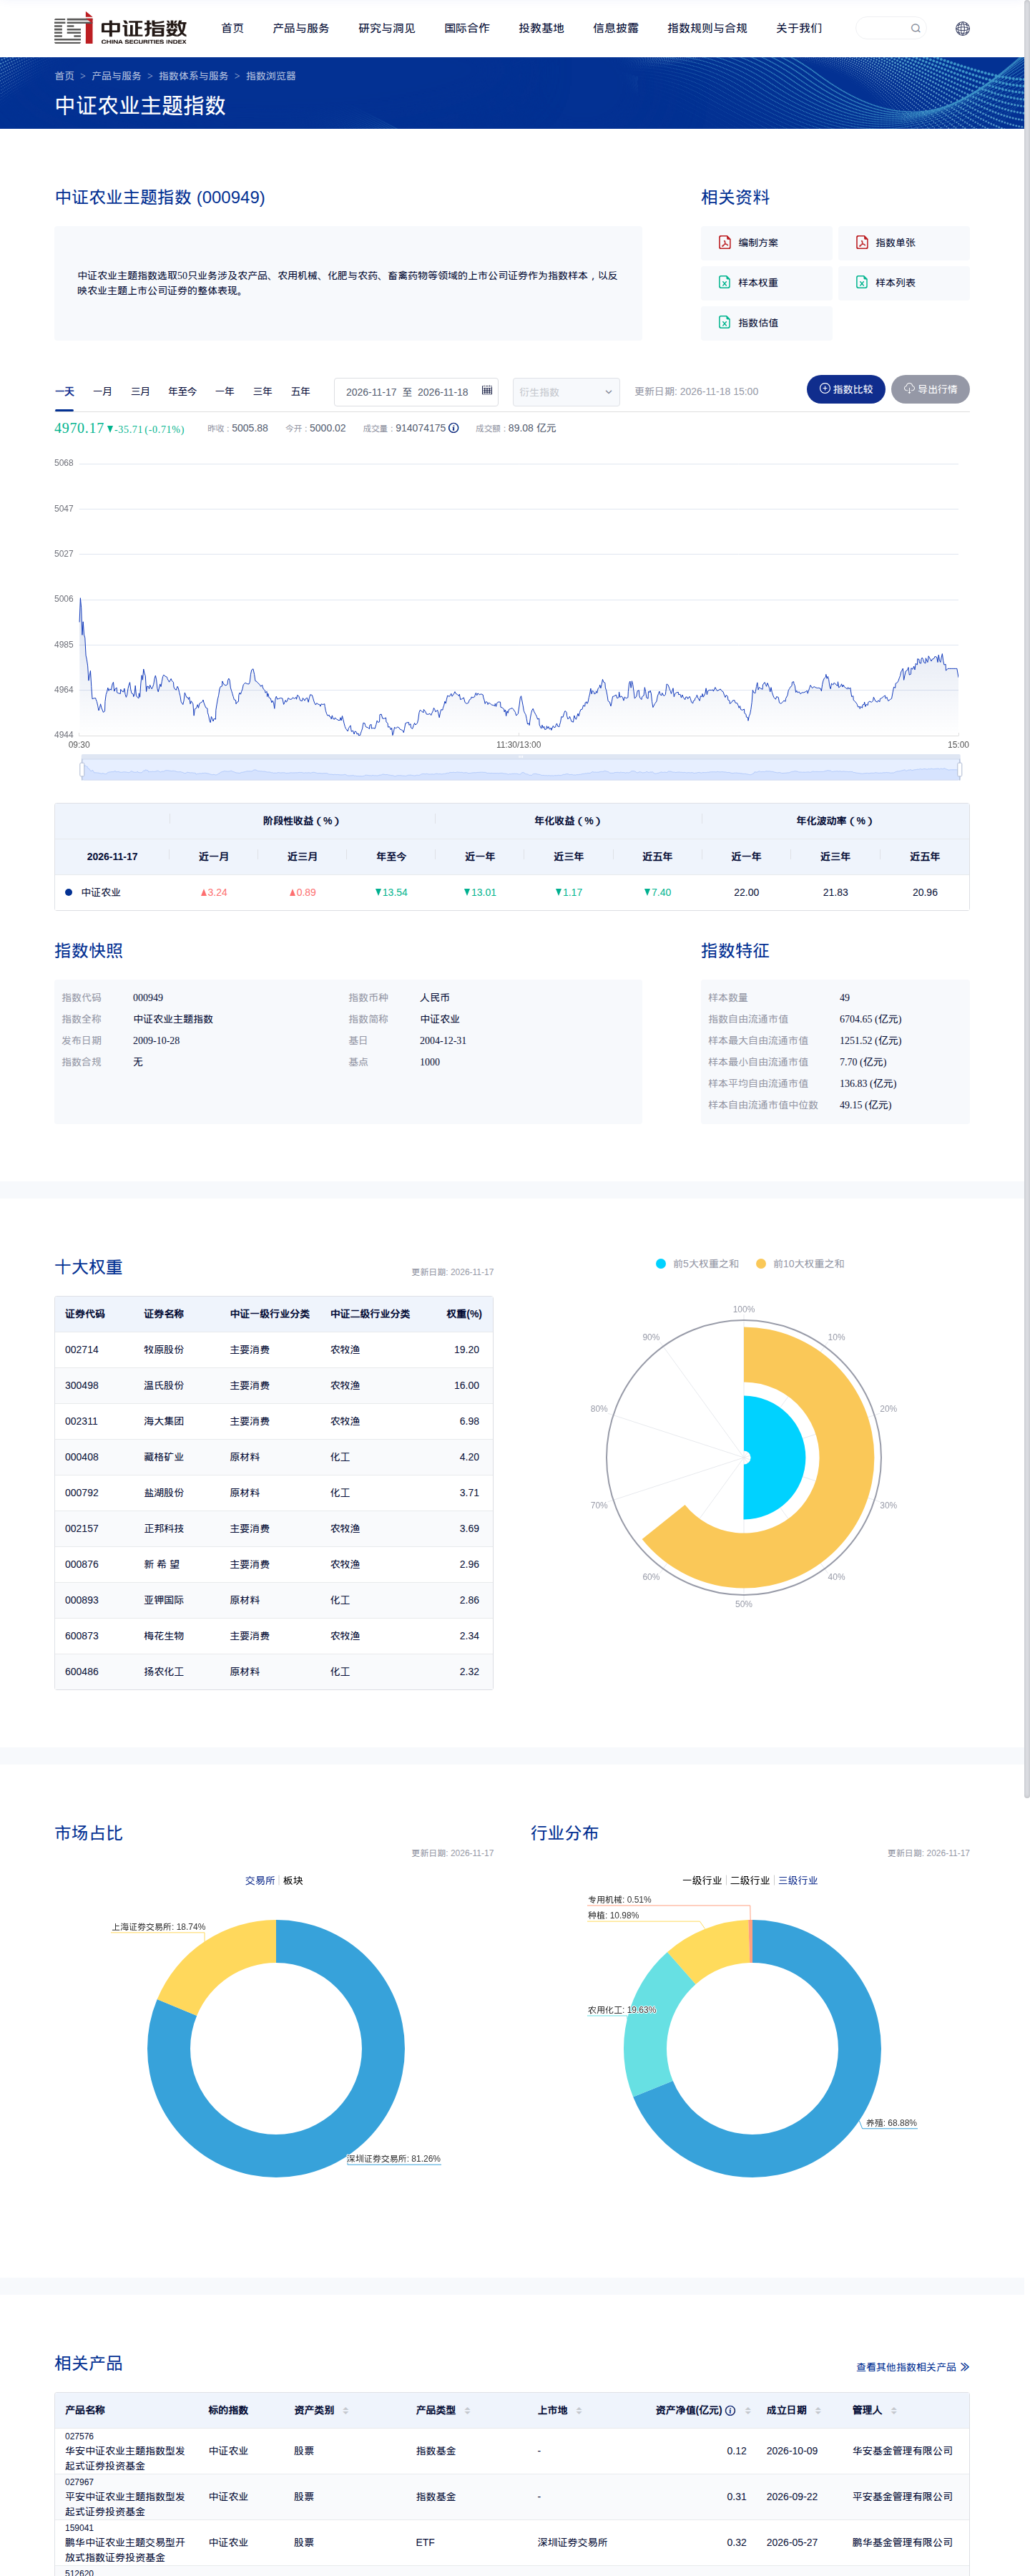 中证指数
CHINA SECURITIES INDEX
首页 产品与服务 研究与洞见 国际合作 投教基地 信息披露 指数规则与合规 关于我们
首页 > 产品与服务 > 指数体系与服务 > 指数浏览器
中证农业主题指数
中证农业主题指数 (000949)
相关资料
中证农业主题指数选取50只业务涉及农产品、农用机械、化肥与农药、畜禽药物等领域的上市公司证券作为指数样本，以反
映农业主题上市公司证券的整体表现。
编制方案 指数单张
样本权重 样本列表
指数估值
一天 一月 三月 年至今 一年 三年 五年 2026-11-17 至 2026-11-18 衍生指数 更新日期: 2026-11-18 15:00 指数比较 导出行情
4970.17 ▼-35.71 (-0.71%) 昨收 : 5005.88 今开 : 5000.02 成交量 : 914074175 成交额 : 89.08 亿元
5068
5047
5027
5006
4985
4964
4944
09:30 11:30/13:00 15:00
阶段性收益 ( % ) 年化收益 ( % ) 年化波动率 ( % )
2026-11-17 近一月 近三月 年至今 近一年 近三年 近五年 近一年 近三年 近五年
中证农业 ▲3.24 ▲0.89 ▼13.54 ▼13.01 ▼1.17 ▼7.40 22.00 21.83 20.96
指数快照
指数特征
指数代码 000949 指数币种 人民币
指数全称 中证农业主题指数 指数简称 中证农业
发布日期 2009-10-28 基日 2004-12-31
指数合规 无 基点 1000
样本数量 49
指数自由流通市值 6704.65 (亿元)
样本最大自由流通市值 1251.52 (亿元)
样本最小自由流通市值 7.70 (亿元)
样本平均自由流通市值 136.83 (亿元)
样本自由流通市值中位数 49.15 (亿元)
十大权重
更新日期: 2026-11-17
证券代码 证券名称 中证一级行业分类 中证二级行业分类 权重(%)
002714 牧原股份 主要消费 农牧渔 19.20
300498 温氏股份 主要消费 农牧渔 16.00
002311 海大集团 主要消费 农牧渔 6.98
000408 藏格矿业 原材料 化工 4.20
000792 盐湖股份 原材料 化工 3.71
002157 正邦科技 主要消费 农牧渔 3.69
000876 新 希 望 主要消费 农牧渔 2.96
000893 亚钾国际 原材料 化工 2.86
600873 梅花生物 主要消费 农牧渔 2.34
600486 扬农化工 原材料 化工 2.32
前5大权重之和 前10大权重之和
100%
90% 10%
80% 20%
70% 30%
60% 40%
50%
市场占比
更新日期: 2026-11-17
交易所 | 板块
上海证券交易所: 18.74%
深圳证券交易所: 81.26%
行业分布
更新日期: 2026-11-17
一级行业 | 二级行业 | 三级行业
专用机械: 0.51%
种植: 10.98%
农用化工: 19.63%
养殖: 68.88%
相关产品
查看其他指数相关产品
产品名称 标的指数 资产类别 产品类型 上市地 资产净值(亿元) 成立日期 管理人
027576
华安中证农业主题指数型发
起式证券投资基金
中证农业 股票 指数基金 - 0.12 2026-10-09 华安基金管理有限公司
027967
平安中证农业主题指数型发
起式证券投资基金
中证农业 股票 指数基金 - 0.31 2026-09-22 平安基金管理有限公司
159041
鹏华中证农业主题交易型开
放式指数证券投资基金
中证农业 股票 ETF 深圳证券交易所 0.32 2026-05-27 鹏华基金管理有限公司
512620